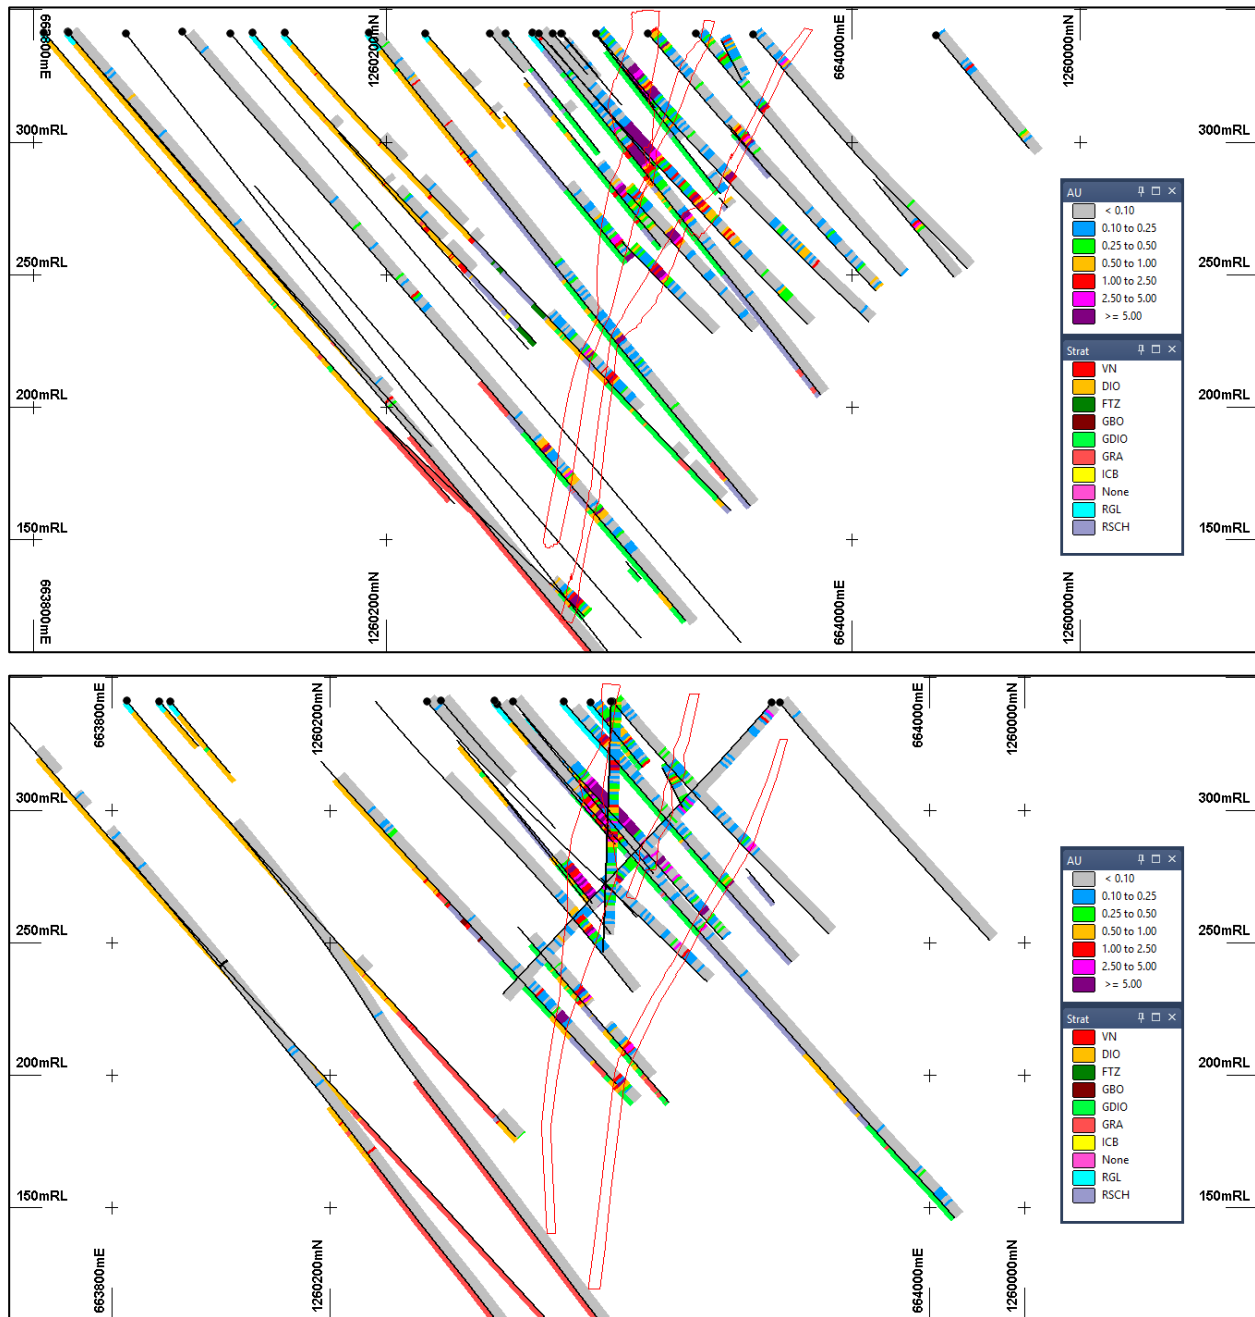 663800mE
1260200mN
664000mE
1260000mN
300mRL
300mRL
250mRL
250mRL
200mRL
200mRL
150mRL
150mRL
663800mE
1260200mN
664000mE
1260000mN
AU
< 0.10
0.10 to 0.25
0.25 to 0.50
0.50 to 1.00
1.00 to 2.50
2.50 to 5.00
>= 5.00
Strat
VN
DIO
FTZ
GBO
GDIO
GRA
ICB
None
RGL
RSCH
663800mE
1260200mN
664000mE
1260000mN
300mRL
300mRL
250mRL
250mRL
200mRL
200mRL
150mRL
150mRL
663800mE
1260200mN
664000mE
1260000mN
AU
< 0.10
0.10 to 0.25
0.25 to 0.50
0.50 to 1.00
1.00 to 2.50
2.50 to 5.00
>= 5.00
Strat
VN
DIO
FTZ
GBO
GDIO
GRA
ICB
None
RGL
RSCH